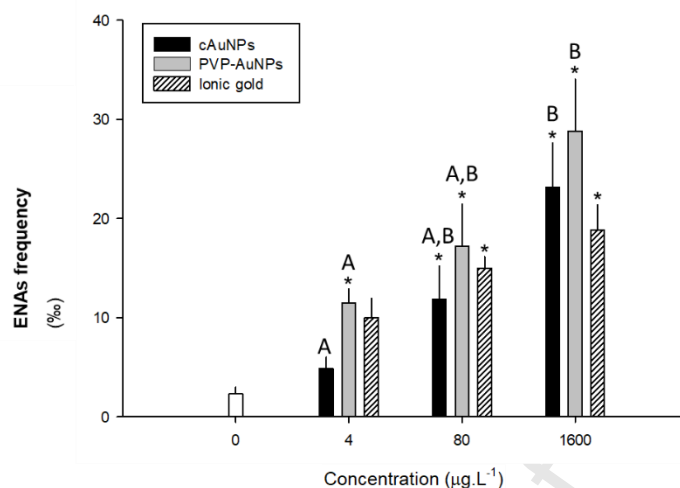 40
30
20
10
0
ENAs frequency
(‰)
cAuNPs
PVP-AuNPs
Ionic gold
A
A
*
A,B
*
A,B
*
*
B
*
B
*
*
0 4 80 1600
Concentration (µg.L⁻¹)